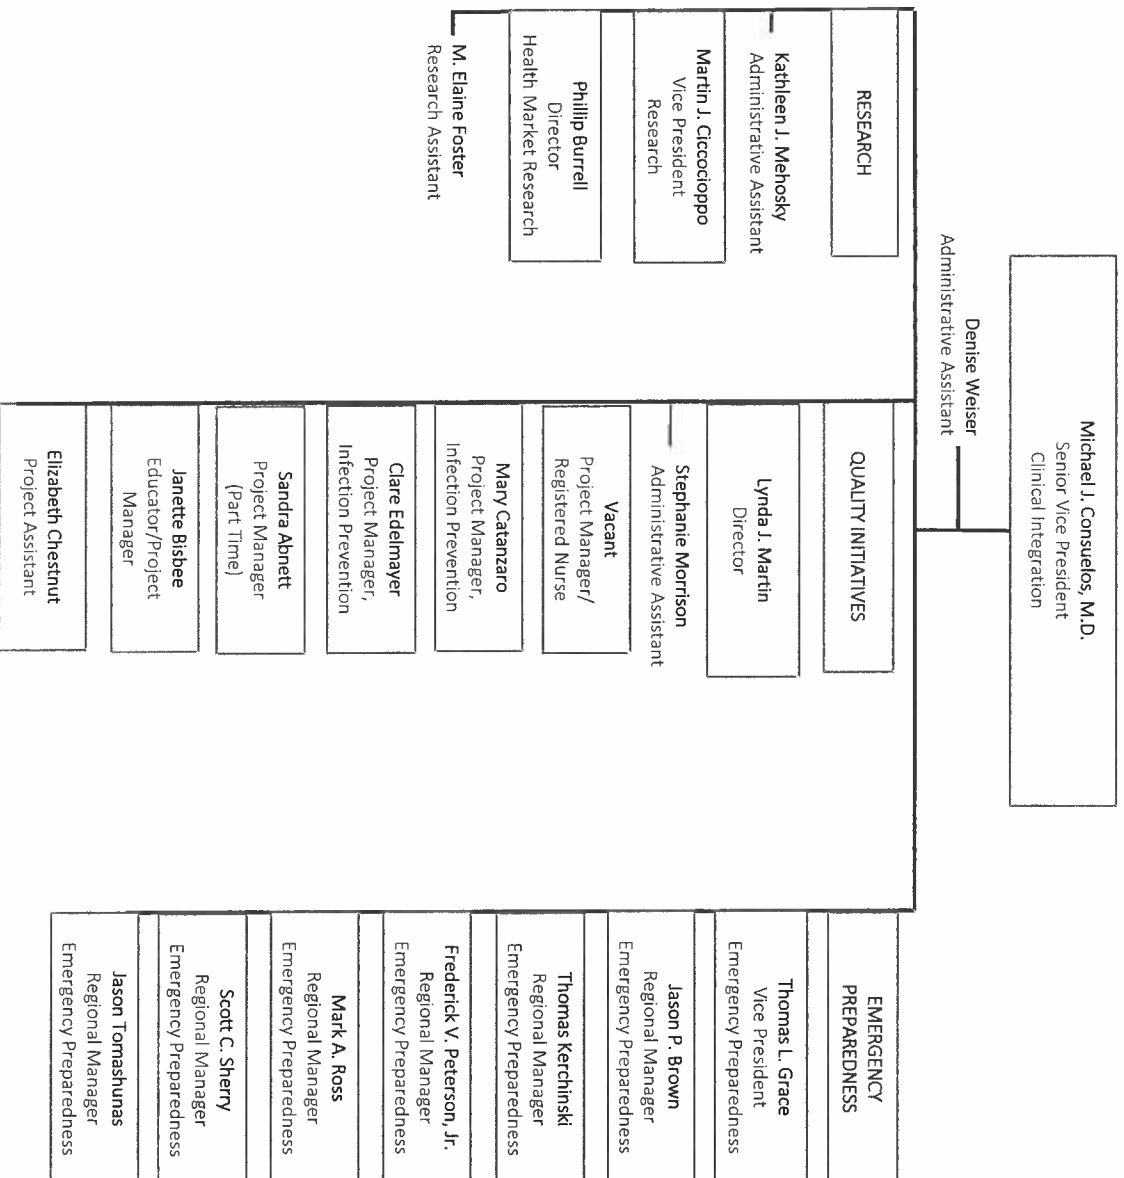 Michael J. Consuelos, M.D.
Senior Vice President
Clinical Integration
Denise Weiser
Administrative Assistant
RESEARCH
Kathleen J. Mehosky
Administrative Assistant
Martin J. Ciccocioppo
Vice President
Research
Phillip Burrell
Director
Health Market Research
M. Elaine Foster
Research Assistant
QUALITY INITIATIVES
Lynda J. Martin
Director
Stephanie Morrison
Administrative Assistant
Vacant
Project Manager/
Registered Nurse
Mary Catanzaro
Project Manager,
Infection Prevention
Clare Edelmayer
Project Manager,
Infection Prevention
Sandra Abnett
Project Manager
(Part Time)
Janette Bisbee
Educator/Project
Manager
Elizabeth Chestnut
Project Assistant
EMERGENCY
PREPAREDNESS
Thomas L. Grace
Vice President
Emergency Preparedness
Jason P. Brown
Regional Manager
Emergency Preparedness
Thomas Kerchinski
Regional Manager
Emergency Preparedness
Frederick V. Peterson, Jr.
Regional Manager
Emergency Preparedness
Mark A. Ross
Regional Manager
Emergency Preparedness
Scott C. Sherry
Regional Manager
Emergency Preparedness
Jason Tomashunas
Regional Manager
Emergency Preparedness